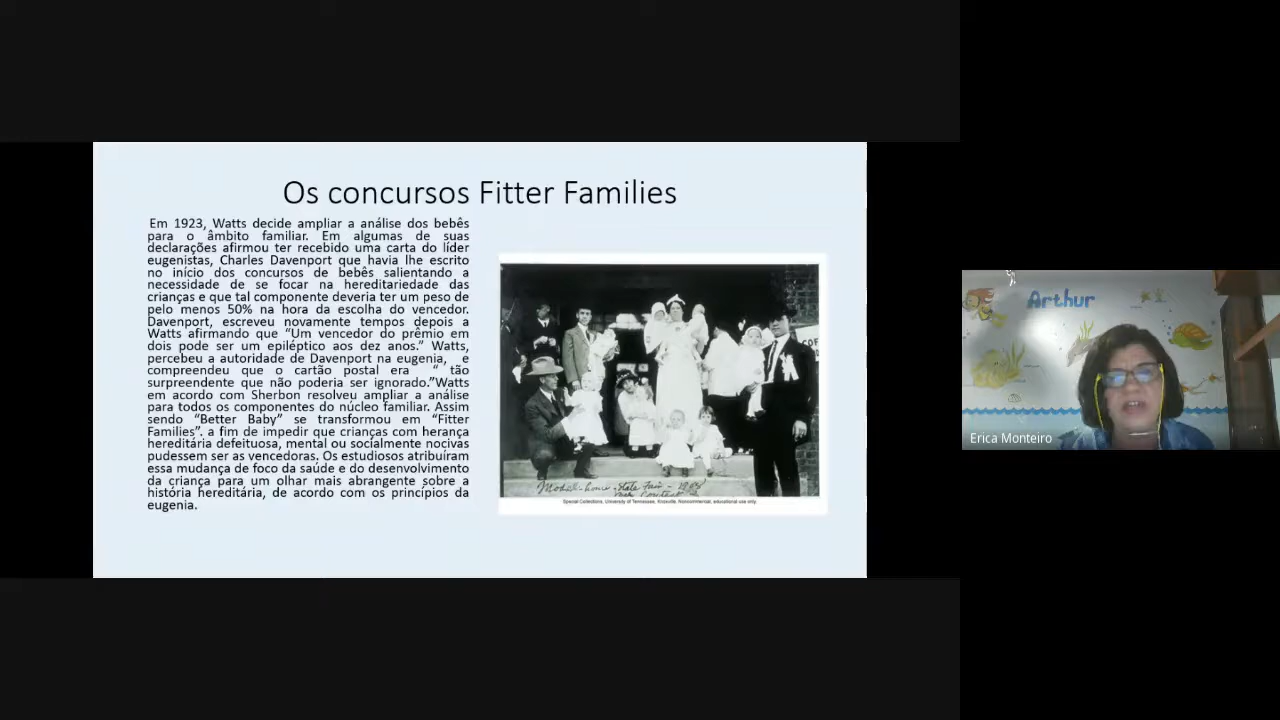 Os concursos Fitter Families
Em 1923, Watts decide ampliar a análise dos bebês
para o âmbito familiar. Em algumas de suas
declarações afirmou ter recebido uma carta do líder
eugenistas, Charles Davenport que havia lhe escrito
no início dos concursos de bebês salientando a
necessidade de se focar na hereditariedade das
crianças e que tal componente deveria ter um peso de
pelo menos 50% na hora da escolha do vencedor.
Davenport, escreveu novamente tempos depois a
Watts afirmando que “Um vencedor do prêmio em
dois pode ser um epiléptico aos dez anos.” Watts,
percebeu a autoridade de Davenport na eugenia, e
compreendeu que o cartão postal era “ tão
surpreendente que não poderia ser ignorado.”Watts
em acordo com Sherbon resolveu ampliar a análise
para todos os componentes do núcleo familiar. Assim
sendo “Better Baby” se transformou em “Fitter
Families”. a fim de impedir que crianças com herança
hereditária defeituosa, mental ou socialmente nocivas
pudessem ser as vencedoras. Os estudiosos atribuíram
essa mudança de foco da saúde e do desenvolvimento
da criança para um olhar mais abrangente sobre a
história hereditária, de acordo com os princípios da
eugenia.
Special Collections, University of Tennessee, Knoxville. Noncommercial, educational use only.
Arthur
Erica Monteiro